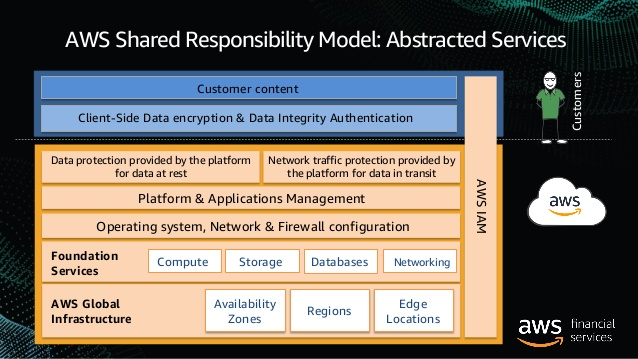 AWS Shared Responsibility Model: Abstracted Services
Customer content
Client-Side Data encryption & Data Integrity Authentication
Customers
Data protection provided by the platform
for data at rest
Network traffic protection provided by
the platform for data in transit
Platform & Applications Management
Operating system, Network & Firewall configuration
AWS IAM
aws
Foundation
Services
Compute
Storage
Databases
Networking
AWS Global
Infrastructure
Availability
Zones
Regions
Edge
Locations
aws
financial
services